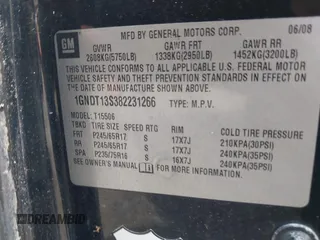 GM
MFD BY GENERAL MOTORS CORP. 06/08
GVWR GAWR FRT GAWR RR
2608KG(5750LB) 1338KG(2950LB) 1452KG(3200LB)
THIS VEHICLE CONFORMS TO ALL APPLICABLE U.S. FEDERAL MOTOR
VEHICLE SAFETY AND THEFT PREVENTION STANDARDS IN EFFECT
ON THE DATE OF MANUFACTURE SHOWN ABOVE.
1GNDT13S382231266 TYPE: M.P.V.
T15506
TIRE SIZE SPEED RTG RIM COLD TIRE PRESSURE
FRT P245/65R17 S 17X7J 210KPA(30PSI)
RR P245/65R17 S 17X7J 240KPA(35PSI)
SPA P235/75R16 S 16X7J 240KPA(35PSI)
SEE OWNER'S MANUAL FOR ADDITIONAL INFORMATION.
DREAMBID